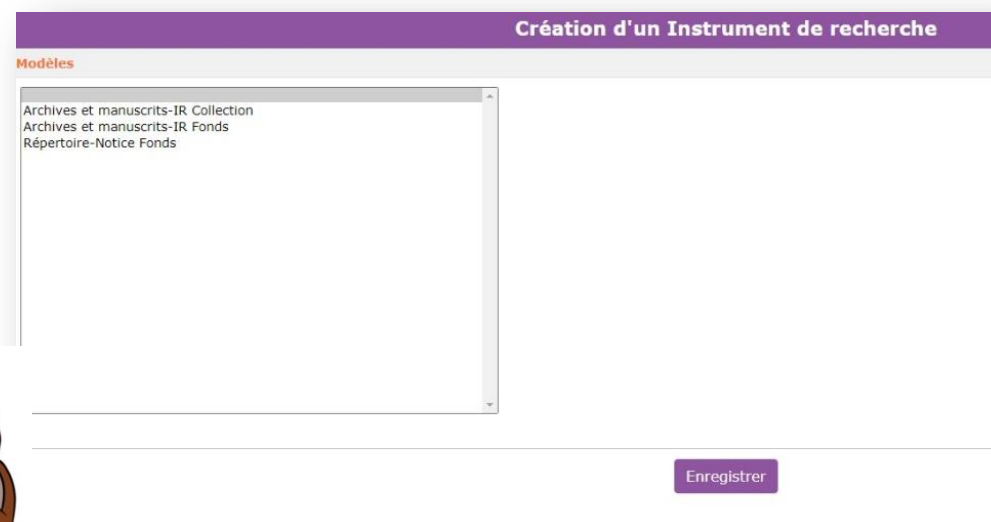 Création d'un Instrument de recherche
Modèles
Archives et manuscrits-IR Collection
Archives et manuscrits-IR Fonds
Répertoire-Notice Fonds
Enregistrer